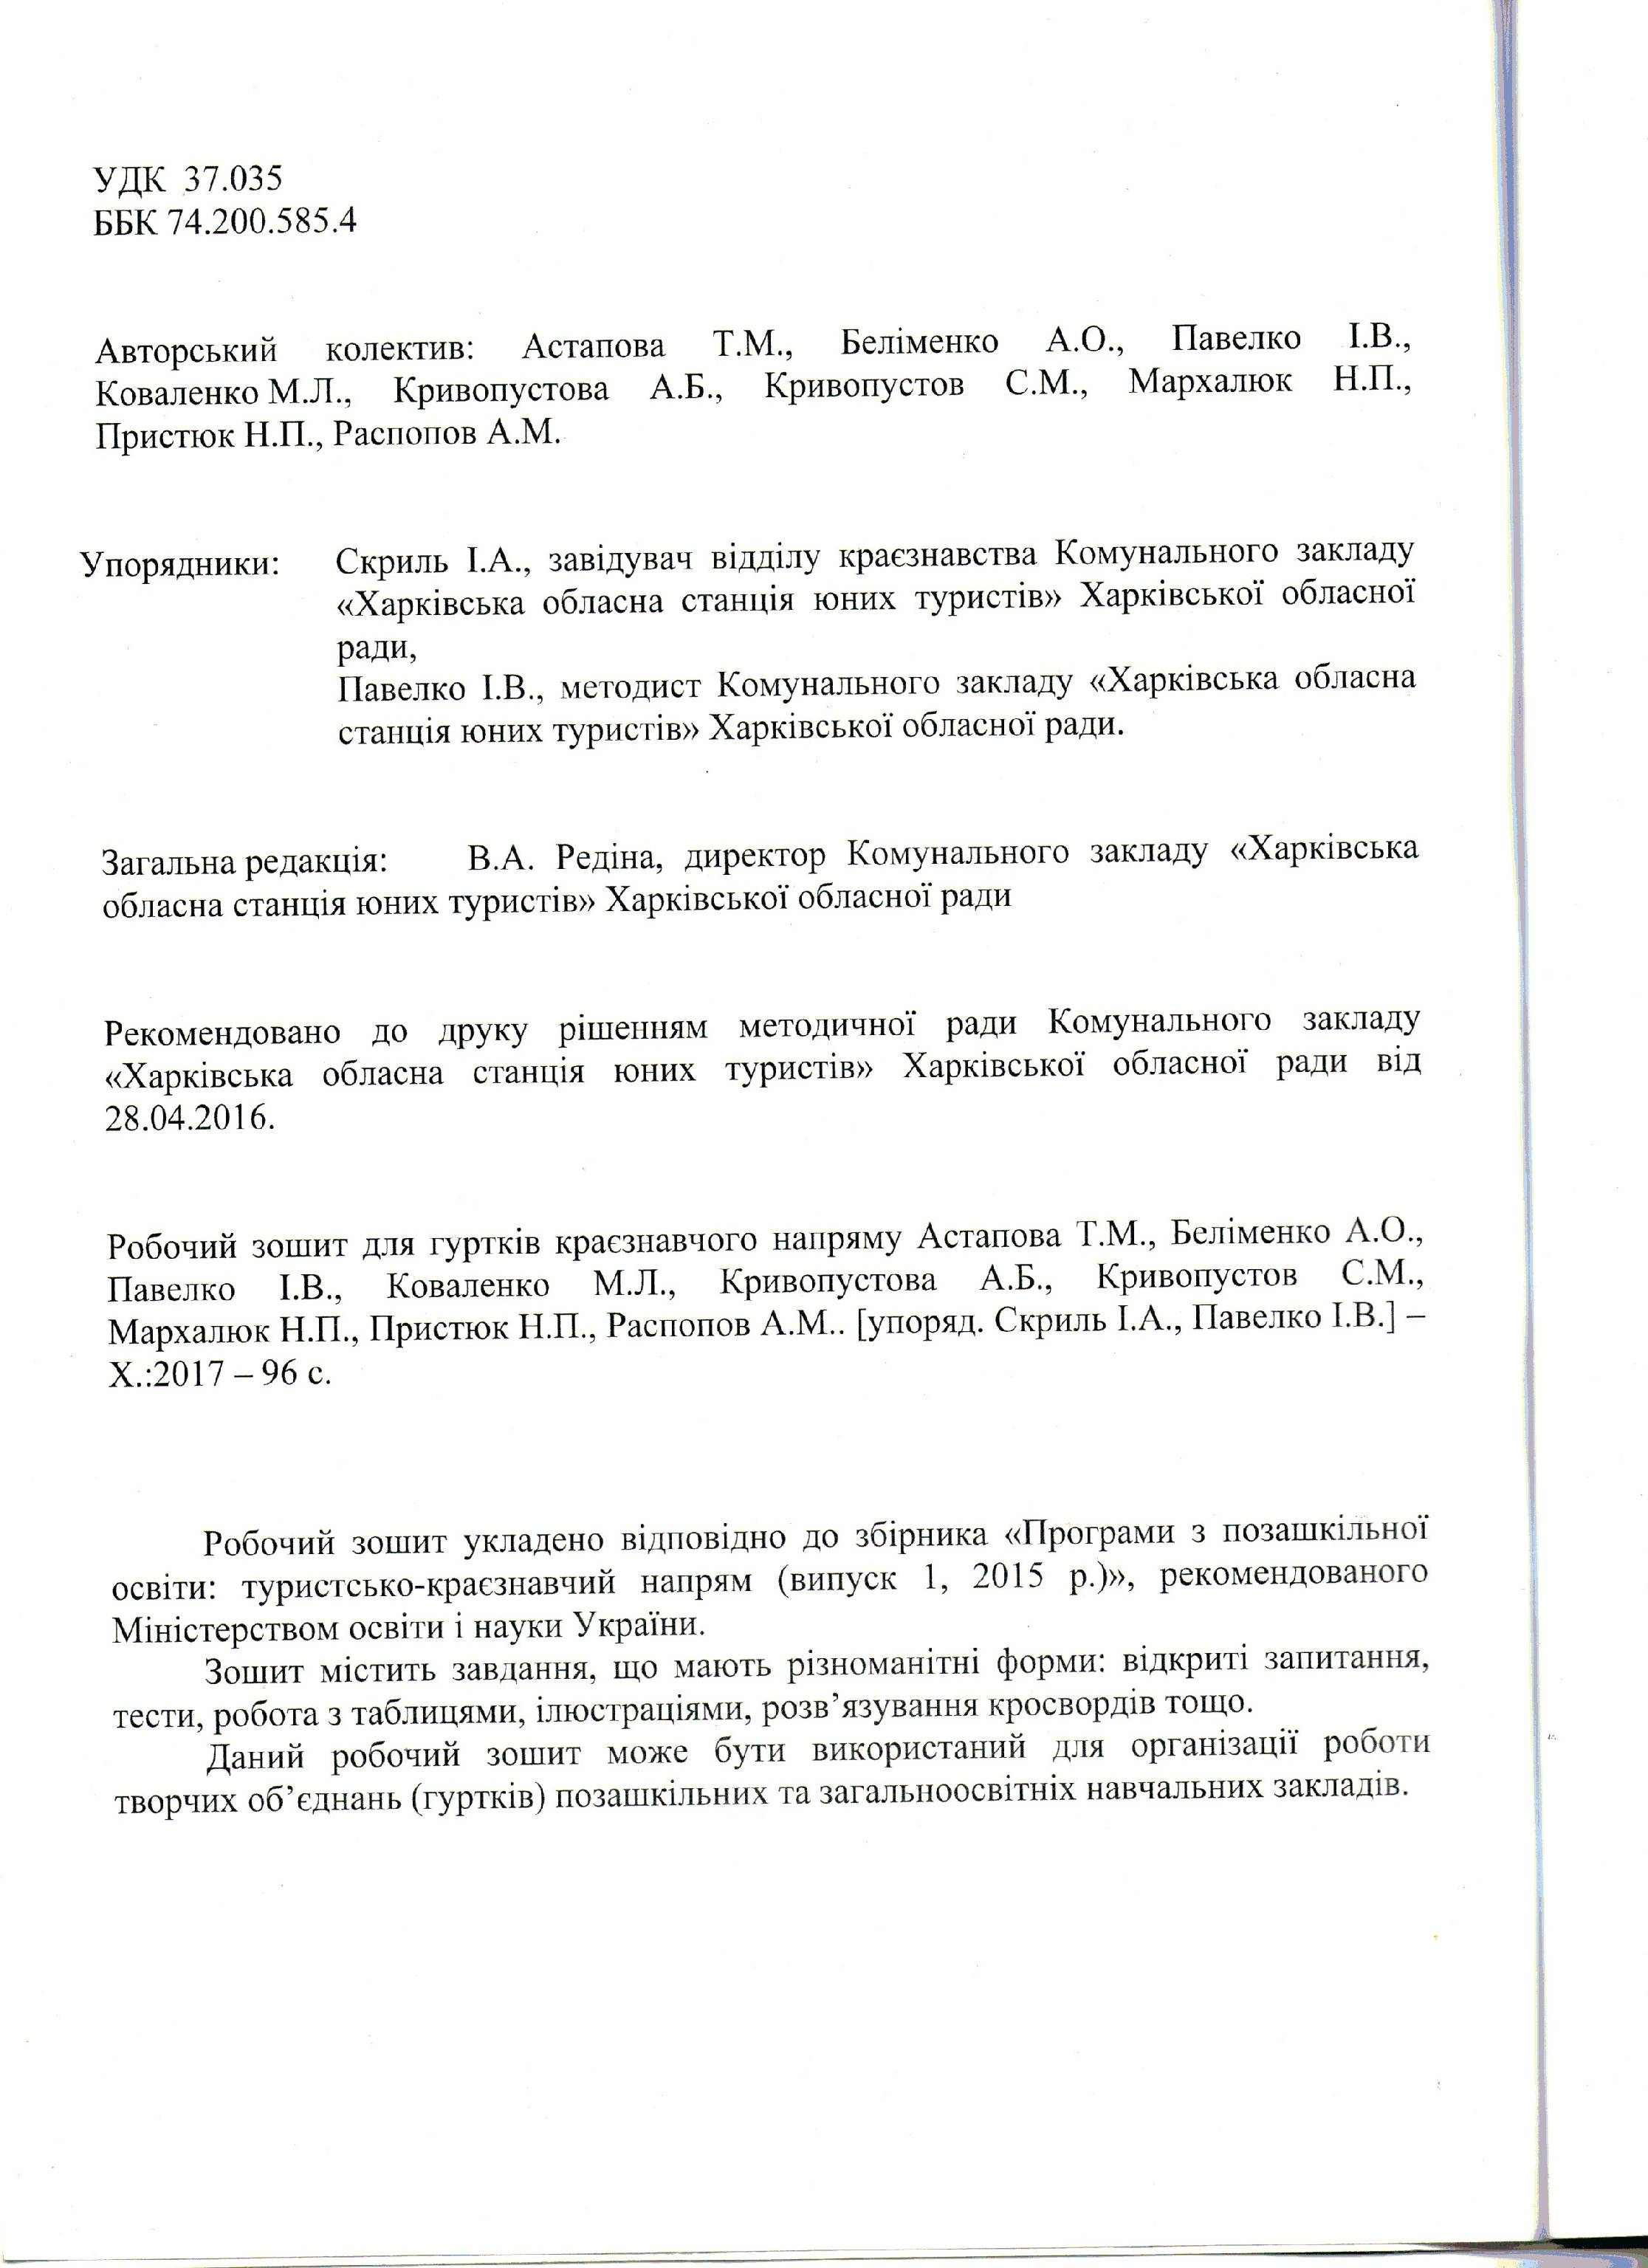 УДК 37.035
ББК 74.200.585.4
Авторський колектив: Астапова Т.М., Беліменко А.О., Павелко І.В.,
Коваленко М.Л., Кривопустова А.Б., Кривопустов С.М., Мархалюк Н.П.,
Пристюк Н.П., Распопов А.М.
Упорядники: Скриль І.А., завідувач відділу краєзнавства Комунального закладу
«Харківська обласна станція юних туристів» Харківської обласної
ради,
Павелко І.В., методист Комунального закладу «Харківська обласна
станція юних туристів» Харківської обласної ради.
Загальна редакція: В.А. Редіна, директор Комунального закладу «Харківська
обласна станція юних туристів» Харківської обласної ради
Рекомендовано до друку рішенням методичної ради Комунального закладу
«Харківська обласна станція юних туристів» Харківської обласної ради від
28.04.2016.
Робочий зошит для гуртків краєзнавчого напряму Астапова Т.М., Беліменко А.О.,
Павелко І.В., Коваленко М.Л., Кривопустова А.Б., Кривопустов С.М.,
Мархалюк Н.П., Пристюк Н.П., Распопов А.М.. [упоряд. Скриль І.А., Павелко І.В.] –
Х.:2017 – 96 с.
Робочий зошит укладено відповідно до збірника «Програми з позашкільної
освіти: туристсько-краєзнавчий напрям (випуск 1, 2015 р.)», рекомендованого
Міністерством освіти і науки України.
Зошит містить завдання, що мають різноманітні форми: відкриті запитання,
тести, робота з таблицями, ілюстраціями, розв’язування кросвордів тощо.
Даний робочий зошит може бути використаний для організації роботи
творчих об’єднань (гуртків) позашкільних та загальноосвітніх навчальних закладів.